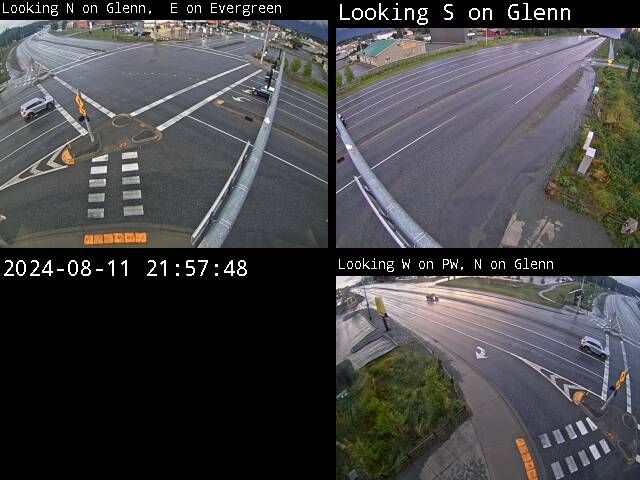 Looking N on Glenn,  E on Evergreen
Looking S on Glenn
2024-08-11 21:57:48
Looking W on PW, N on Glenn